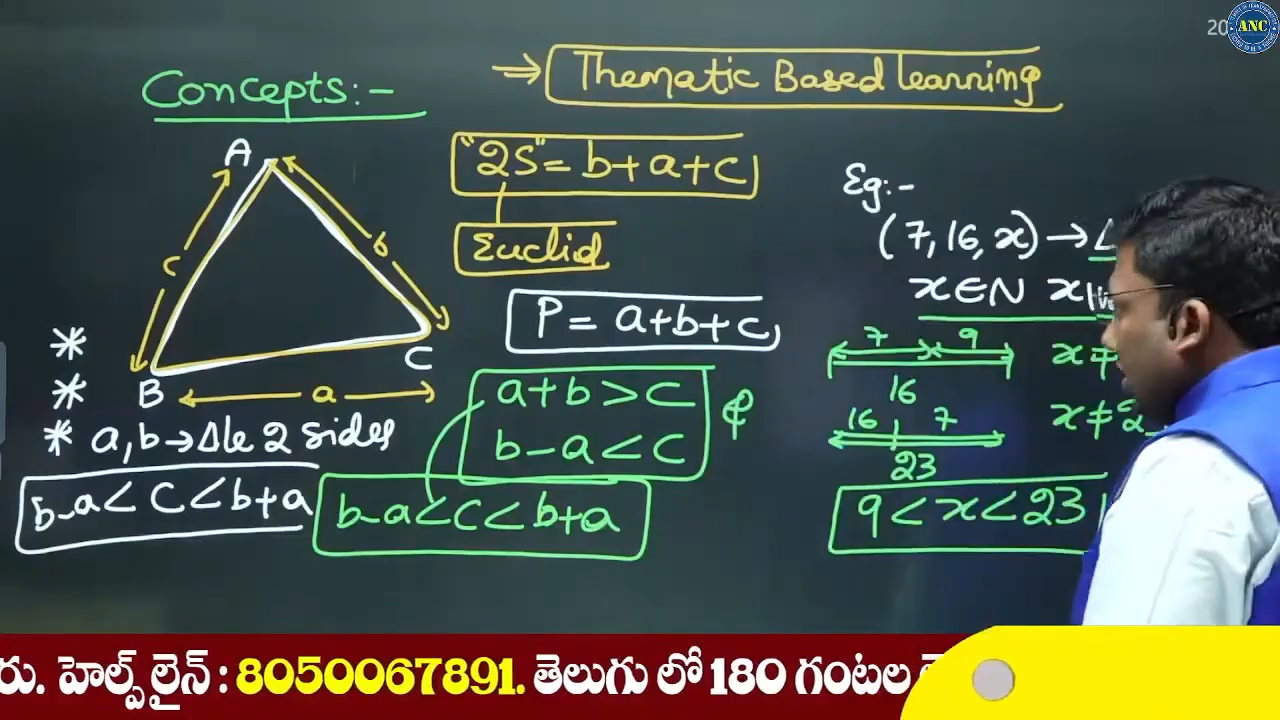 20
ANC
Concepts:-
⇒ Thematic Based learning
A
"2S" = b+a+c
Euclid
c
b
B
a
C
P = a+b+c
a+b>c
b-a<c
&
* 
*
* a,b→Δle 2 sides
b-a<c<b+a
b-a<c<b+a
Eg:-
(7,16,x)→Δ
x∈N x
7 9
16
x≠
16 7
23
x≠2
9<x<23
రు. హెల్ప్ లైన్ : 8050067891. తెలుగు లో 180 గంటల